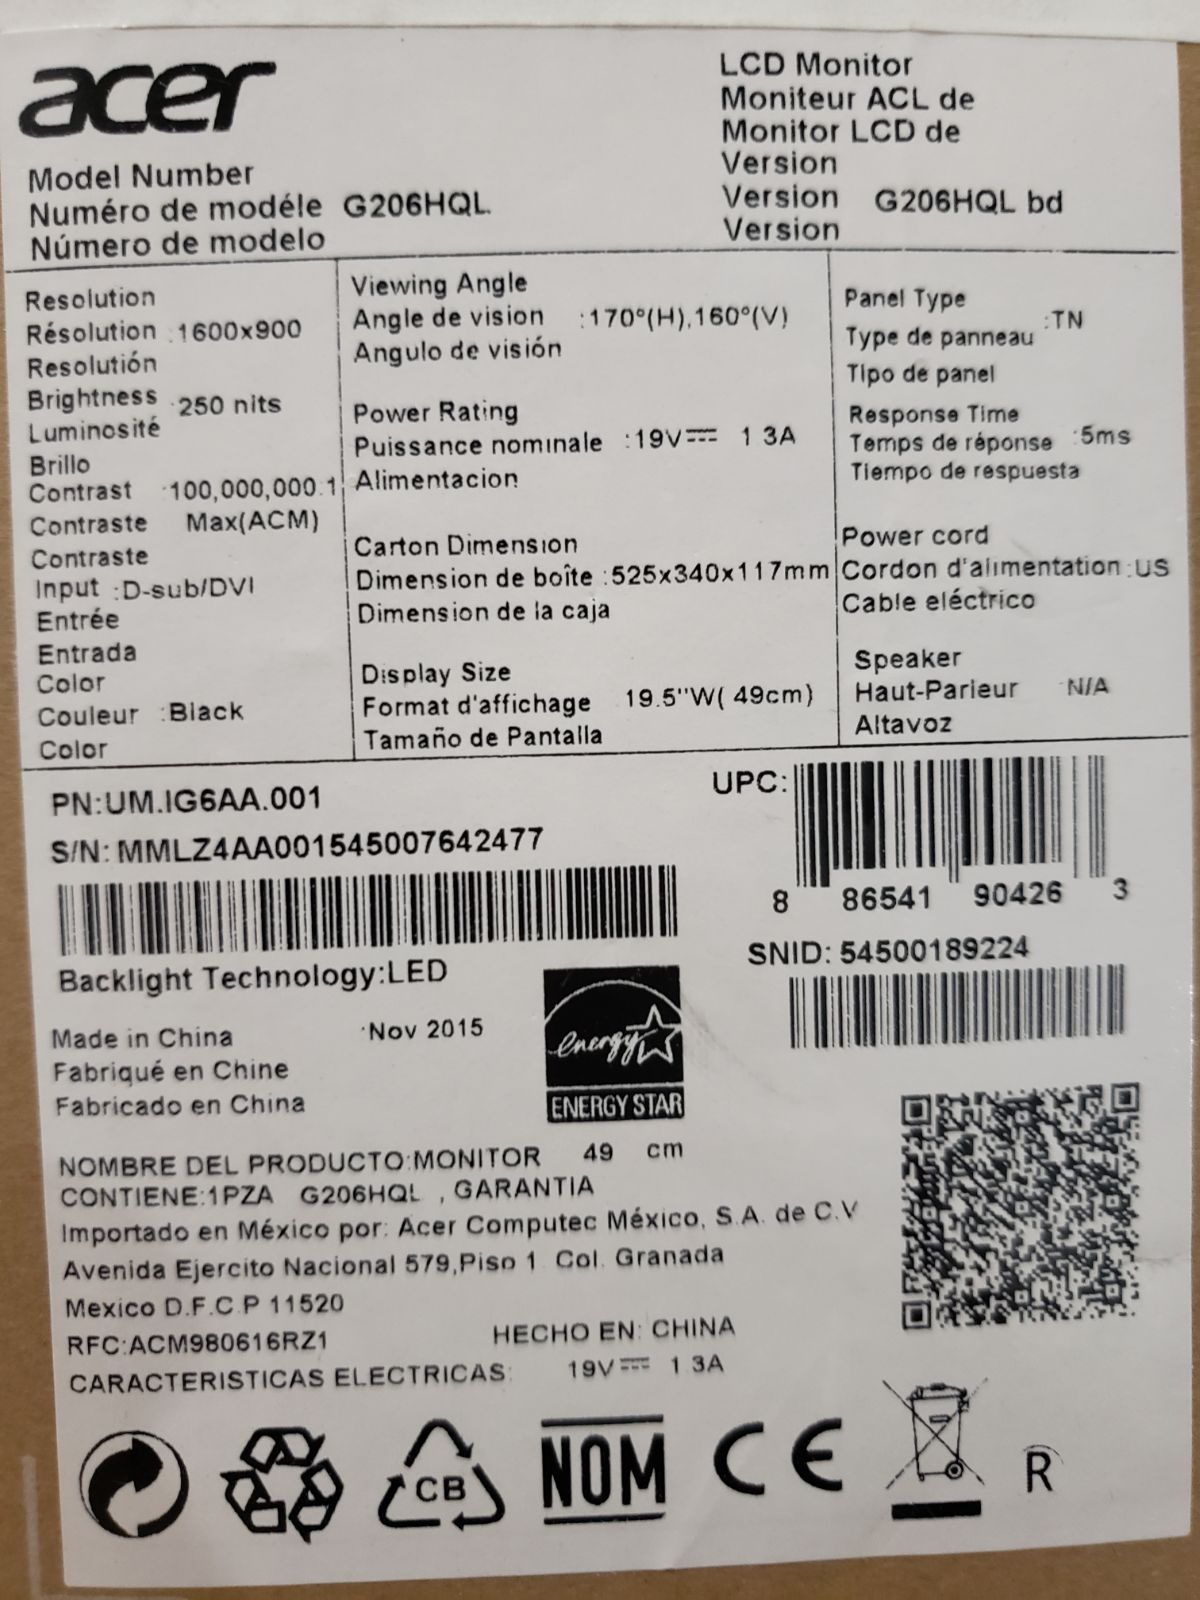 acer
LCD Monitor
Moniteur ACL de
Monitor LCD de
Model Number
Numéro de modéle G206HQL
Número de modelo
Version
Version G206HQL bd
Version
Resolution
Résolution :1600x900
Resolutión
Brightness :250 nits
Luminosité
Brillo
Contrast :100,000,000:1
Contraste Max(ACM)
Contraste
Input :D-sub/DVI
Entrée
Entrada
Color
Couleur :Black
Color
Viewing Angle
Angle de vision :170°(H),160°(V)
Angulo de visión
Power Rating
Puissance nominale :19V⎓ 1.3A
Alimentacion
Carton Dimension
Dimension de boîte :525x340x117mm
Dimension de la caja
Display Size
Format d'affichage 19.5"W( 49cm)
Tamaño de Pantalla
Panel Type
Type de panneau :TN
Tipo de panel
Response Time
Temps de réponse :5ms
Tiempo de respuesta
Power cord
Cordon d'alimentation:US
Cable eléctrico
Speaker
Haut-Parleur :N/A
Altavoz
PN:UM.IG6AA.001
S/N: MMLZ4AA001545007642477
UPC:
8 86541 90426 3
SNID: 54500189224
Backlight Technology:LED
Made in China :Nov 2015
Fabriqué en Chine
Fabricado en China
energy
ENERGY STAR
NOMBRE DEL PRODUCTO:MONITOR 49 cm
CONTIENE:1PZA G206HQL , GARANTIA
Importado en México por: Acer Computec México, S.A. de C.V
Avenida Ejercito Nacional 579,Piso 1 Col. Granada
Mexico D.F.C.P 11520
RFC:ACM980616RZ1 HECHO EN: CHINA
CARACTERISTICAS ELECTRICAS: 19V⎓ 1.3A
CB
NOM
CE
R